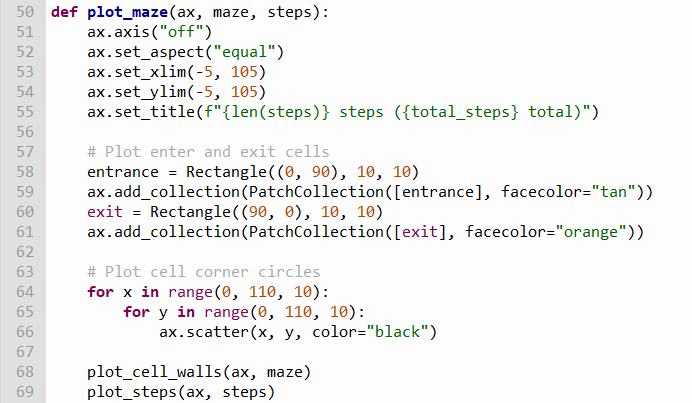 50 def plot_maze(ax, maze, steps):
51     ax.axis("off")
52     ax.set_aspect("equal")
53     ax.set_xlim(-5, 105)
54     ax.set_ylim(-5, 105)
55     ax.set_title(f"{len(steps)} steps ({total_steps} total)")
56
57     # Plot enter and exit cells
58     entrance = Rectangle((0, 90), 10, 10)
59     ax.add_collection(PatchCollection([entrance], facecolor="tan"))
60     exit = Rectangle((90, 0), 10, 10)
61     ax.add_collection(PatchCollection([exit], facecolor="orange"))
62
63     # Plot cell corner circles
64     for x in range(0, 110, 10):
65         for y in range(0, 110, 10):
66             ax.scatter(x, y, color="black")
67
68     plot_cell_walls(ax, maze)
69     plot_steps(ax, steps)